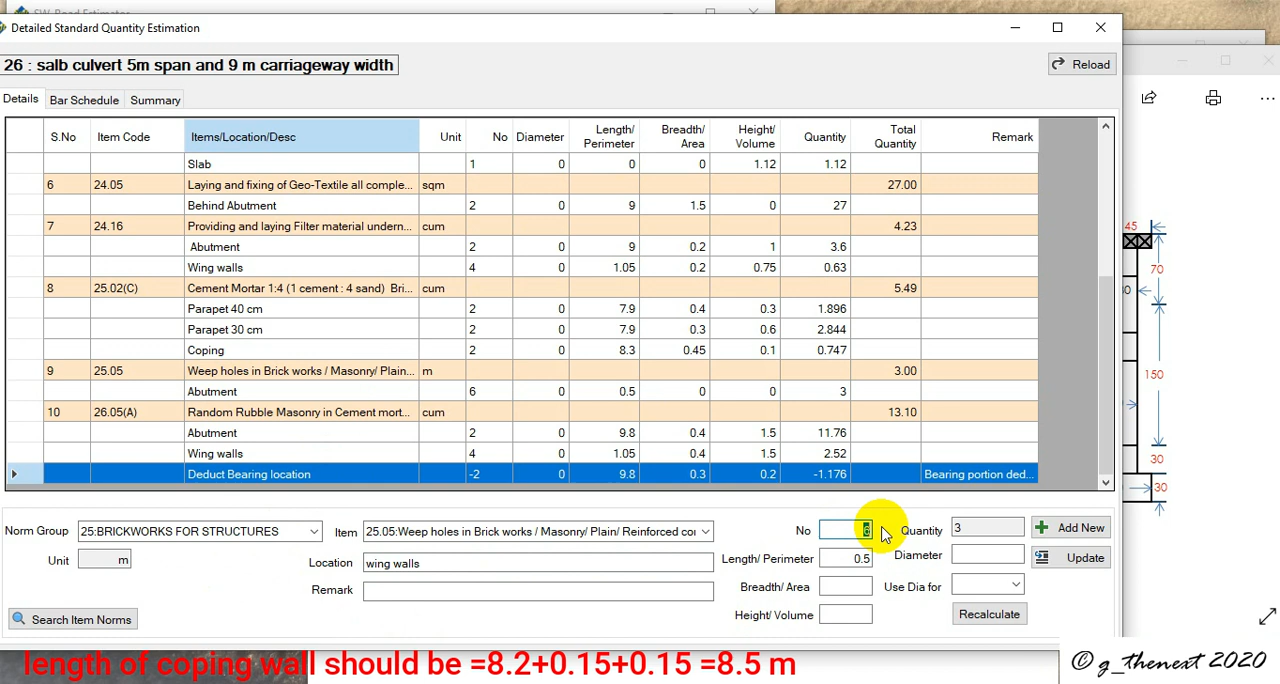 SW Road Estimator
Detailed Standard Quantity Estimation
26 : salb culvert 5m span and 9 m carriageway width
Reload
Details Bar Schedule Summary
S.No Item Code Items/Location/Desc Unit No Diameter Length/ Perimeter Breadth/ Area Height/ Volume Quantity Total Quantity Remark
Slab 1 0 0 0 1.12 1.12
6 24.05 Laying and fixing of Geo-Textile all comple... sqm 27.00
Behind Abutment 2 0 9 1.5 0 27
7 24.16 Providing and laying Filter material undern... cum 4.23
Abutment 2 0 9 0.2 1 3.6
Wing walls 4 0 1.05 0.2 0.75 0.63
8 25.02(C) Cement Mortar 1:4 (1 cement : 4 sand) Bri... cum 5.49
Parapet 40 cm 2 0 7.9 0.4 0.3 1.896
Parapet 30 cm 2 0 7.9 0.3 0.6 2.844
Coping 2 0 8.3 0.45 0.1 0.747
9 25.05 Weep holes in Brick works / Masonry/ Plain... m 3.00
Abutment 6 0 0.5 0 0 3
10 26.05(A) Random Rubble Masonry in Cement mort... cum 13.10
Abutment 2 0 9.8 0.4 1.5 11.76
Wing walls 4 0 1.05 0.4 1.5 2.52
Deduct Bearing location -2 0 9.8 0.3 0.2 -1.176 Bearing portion ded...
45
70
150
30
30
Norm Group 25:BRICKWORKS FOR STRUCTURES Item 25.05:Weep holes in Brick works / Masonry/ Plain/ Reinforced cou No 6 Quantity 3 Add New
Unit m Location wing walls Length/ Perimeter 0.5 Diameter Update
Remark Breadth/ Area Use Dia for
Search Item Norms Height/ Volume Recalculate
length of coping wall should be =8.2+0.15+0.15 =8.5 m
© g_thenext 2020